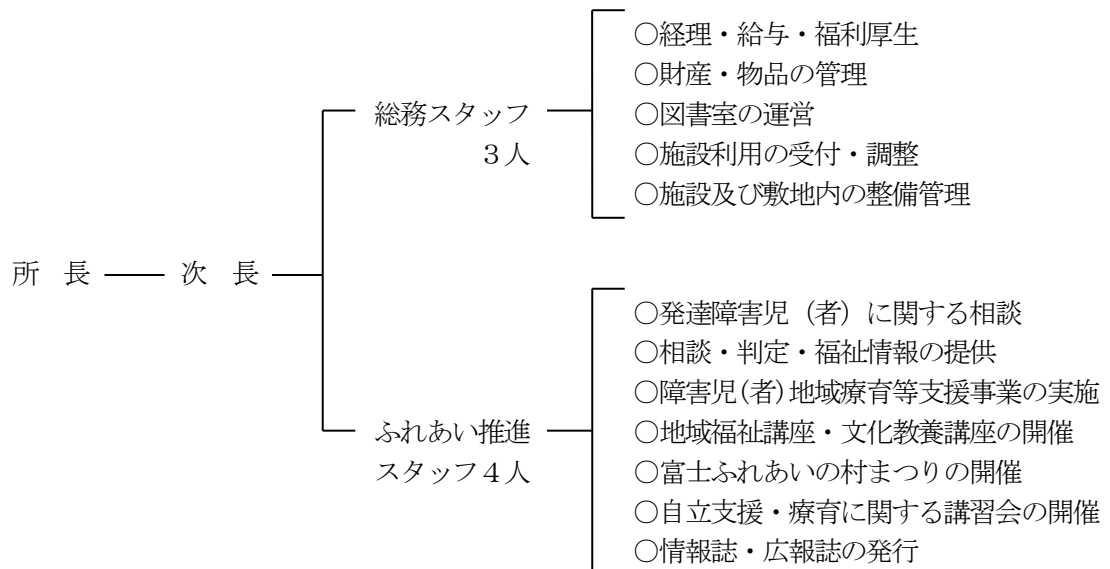 ○経理・給与・福利厚生
○財産・物品の管理
総務スタッフ
○図書室の運営
3人
○施設利用の受付・調整
○施設及び敷地内の整備管理
所 長
次 長
○発達障害児（者）に関する相談
○相談・判定・福祉情報の提供
○障害児(者)地域療育等支援事業の実施
ふれあい推進
○地域福祉講座・文化教養講座の開催
スタッフ4人
○富士ふれあいの村まつりの開催
○自立支援・療育に関する講習会の開催
○情報誌・広報誌の発行